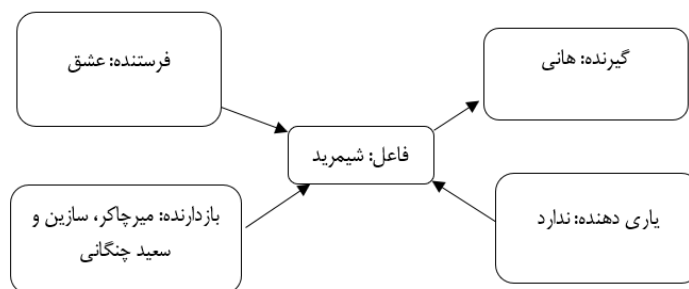 گیرنده: هانی
فرستنده: عشق
فاعل: شیمرید
یاری دهنده: ندارد
بازدارنده: میرچاکر، سازین و
سعید چنگانی